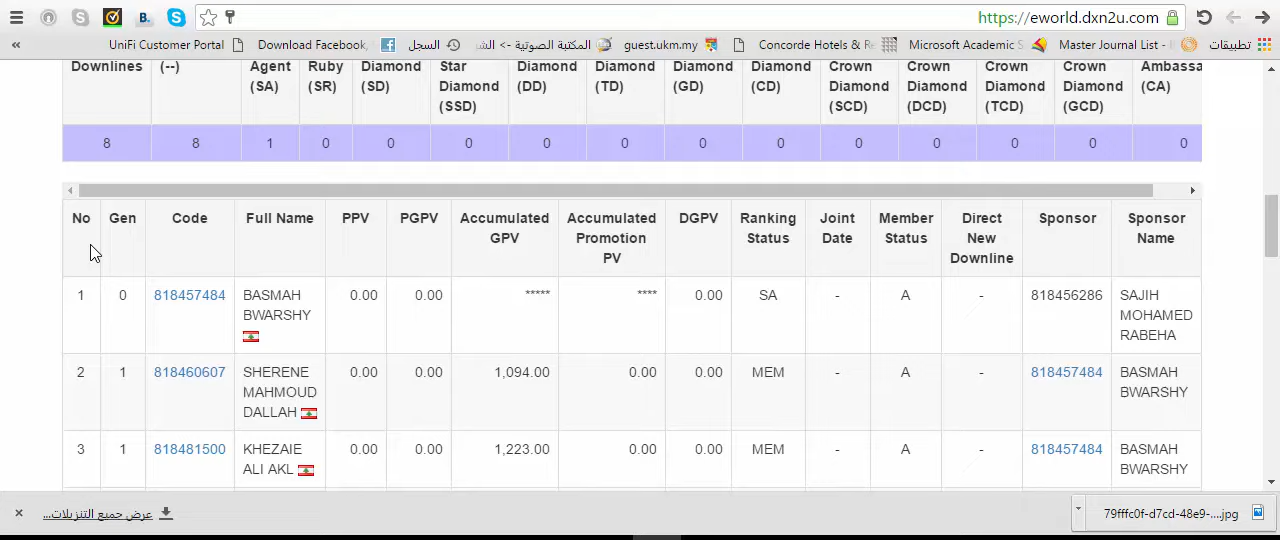 https://eworld.dxn2u.com
UniFi Customer Portal Download Facebook, السجل المكتبة الصوتية -> الش guest.ukm.my Concorde Hotels & Re Microsoft Academic S Master Journal List - I تطبيقات
Downlines (--) Agent (SA) Ruby (SR) Diamond (SD) Star Diamond (SSD) Diamond (DD) Diamond (TD) Diamond (GD) Diamond (CD) Crown Diamond (SCD) Crown Diamond (DCD) Crown Diamond (TCD) Crown Diamond (GCD) Ambassa (CA)
8 8 1 0 0 0 0 0 0 0 0 0 0 0 0
No Gen Code Full Name PPV PGPV Accumulated GPV Accumulated Promotion PV DGPV Ranking Status Joint Date Member Status Direct New Downline Sponsor Sponsor Name
1 0 818457484 BASMAH BWARSHY 0.00 0.00 ***** **** 0.00 SA - A - 818456286 SAJIH MOHAMED RABEHA
2 1 818460607 SHERENE MAHMOUD DALLAH 0.00 0.00 1,094.00 0.00 0.00 MEM - A - 818457484 BASMAH BWARSHY
3 1 818481500 KHEZAIE ALI AKL 0.00 0.00 1,223.00 0.00 0.00 MEM - A - 818457484 BASMAH BWARSHY
عرض جميع التنزيلات... 79fffc0f-d7cd-48e9-....jpg